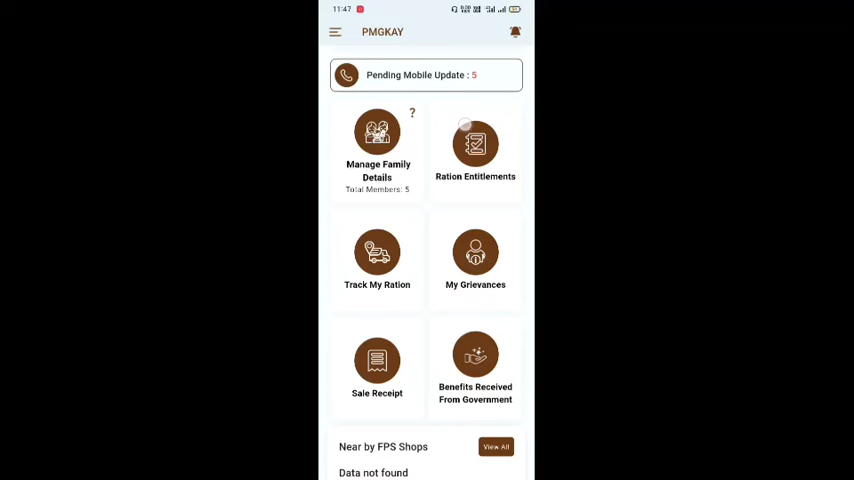 11:47
PMGKAY
Pending Mobile Update : 5
?
Manage Family
Details
Total Members: 5
Ration Entitlements
Track My Ration
My Grievances
Sale Receipt
Benefits Received
From Government
Near by FPS Shops
View All
Data not found